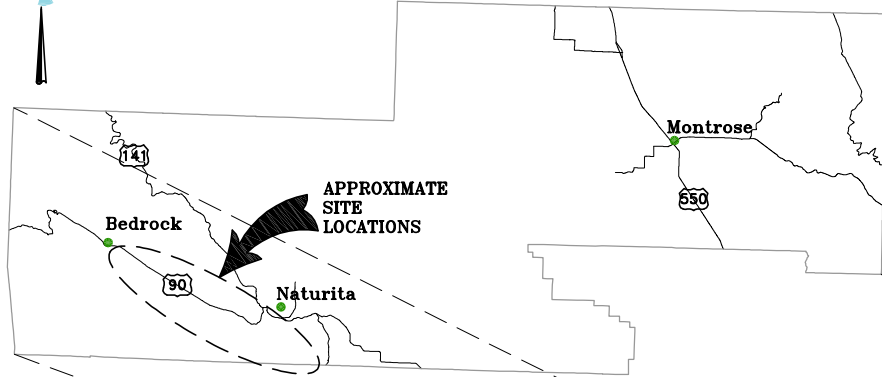 Montrose
141
APPROXIMATE
SITE
LOCATIONS
550
Bedrock
90
Naturita